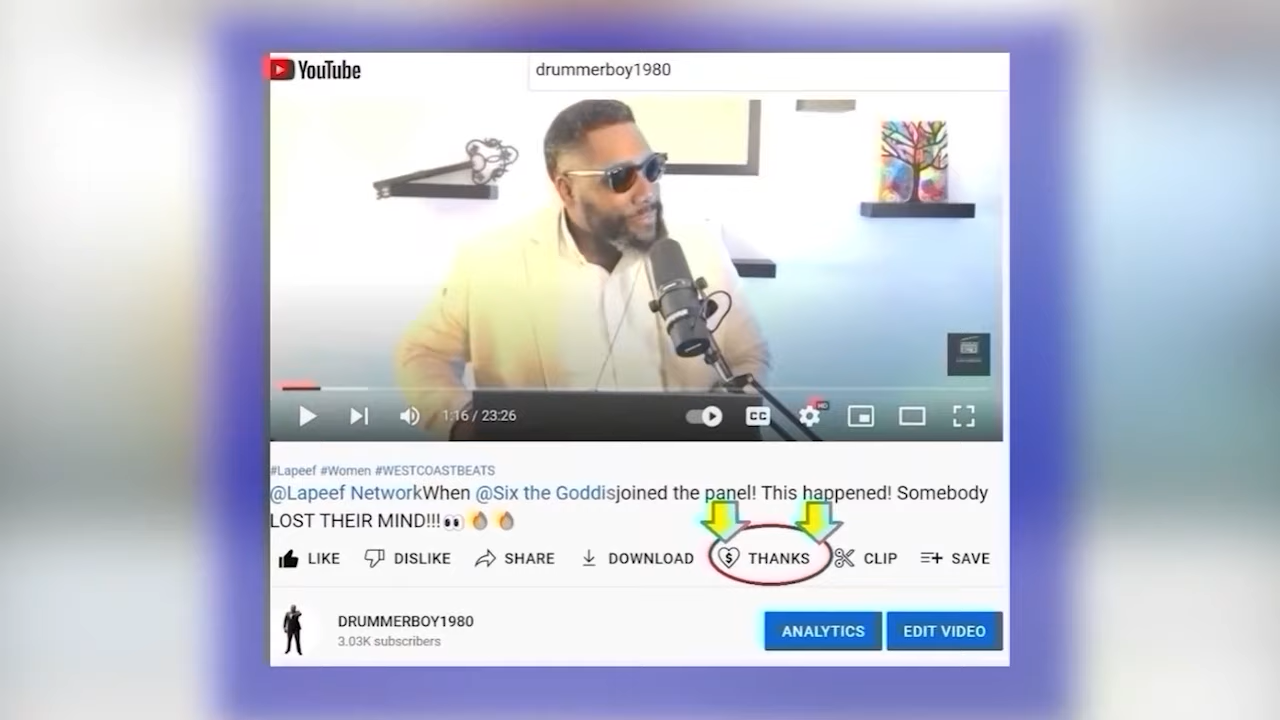 YouTube
drummerboy1980
1:16 / 23:26
CC
HD
#Lapeef #Women #WESTCOASTBEATS
@Lapeef NetworkWhen @Six the Goddisjoined the panel! This happened! Somebody
LOST THEIR MIND!!!👀🔥🔥
LIKE DISLIKE SHARE DOWNLOAD $ THANKS CLIP SAVE
DRUMMERBOY1980
3.03K subscribers
ANALYTICS EDIT VIDEO